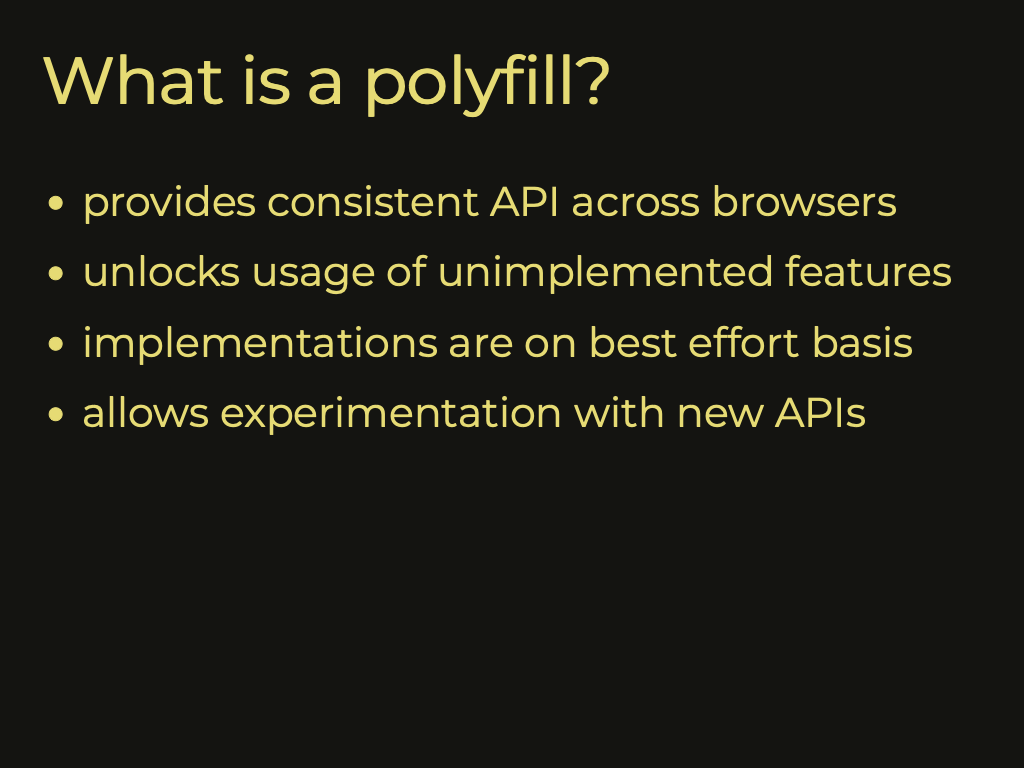 What is a polyfill?
• provides consistent API across browsers
• unlocks usage of unimplemented features
• implementations are on best effort basis
• allows experimentation with new APIs